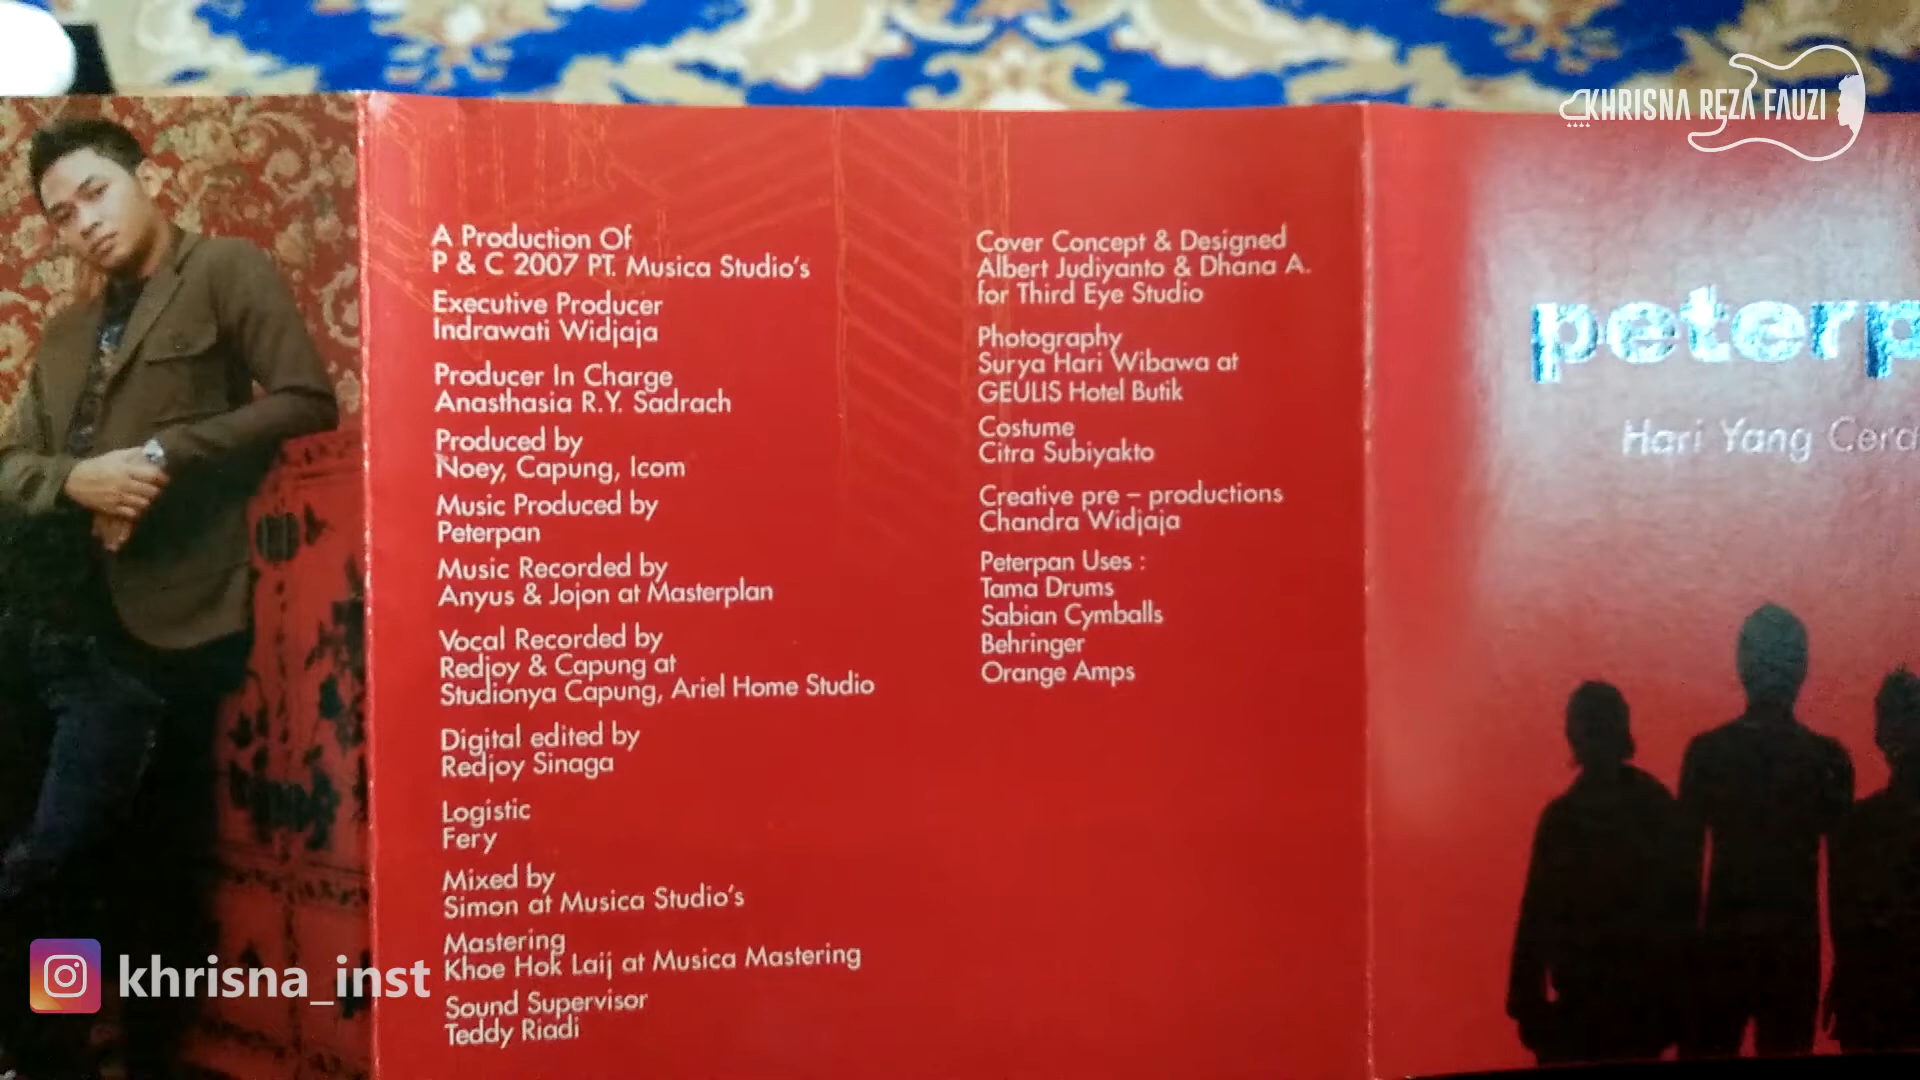 KHRISNA REZA FAUZI
A Production Of
P & C 2007 PT. Musica Studio's
Executive Producer
Indrawati Widjaja
Producer In Charge
Anasthasia R.Y. Sadrach
Produced by
Noey, Capung, Icom
Music Produced by
Peterpan
Music Recorded by
Anyus & Jojon at Masterplan
Vocal Recorded by
Redjoy & Capung at
Studionya Capung, Ariel Home Studio
Digital edited by
Redjoy Sinaga
Logistic
Fery
Mixed by
Simon at Musica Studio's
Mastering
Khoe Hok Laij at Musica Mastering
Sound Supervisor
Teddy Riadi
Cover Concept & Designed
Albert Judiyanto & Dhana A.
for Third Eye Studio
Photography
Surya Hari Wibawa at
GEULIS Hotel Butik
Costume
Citra Subiyakto
Creative pre – productions
Chandra Widjaja
Peterpan Uses :
Tama Drums
Sabian Cymballs
Behringer
Orange Amps
peterp
Hari Yang Cerd
khrisna_inst